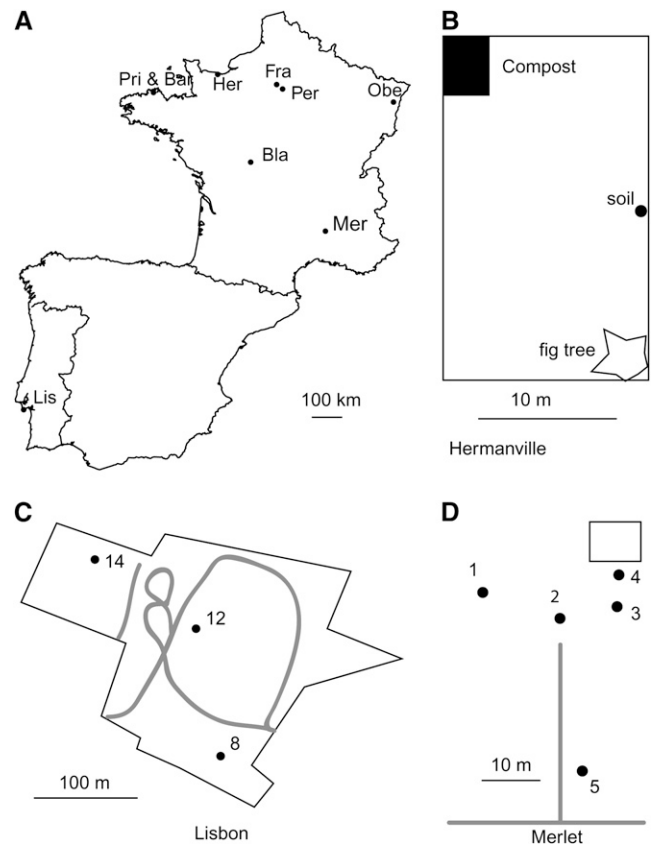 A
Pri & Bar
Her
Fra
Per
Obe
Bla
Mer
Lis
100 km
B
Compost
soil
fig tree
10 m
Hermanville
C
14
12
8
100 m
Lisbon
D
1
2
4
3
10 m
5
Merlet